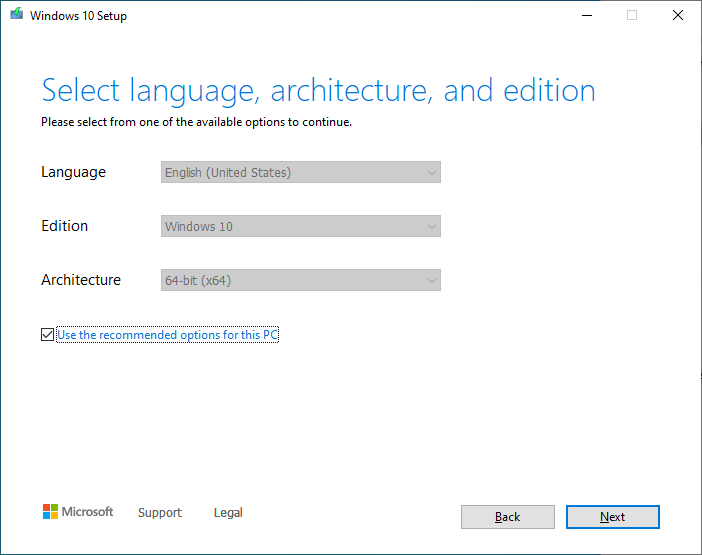 Windows 10 Setup
Select language, architecture, and edition
Please select from one of the available options to continue.
Language English (United States)
Edition Windows 10
Architecture 64-bit (x64)
Use the recommended options for this PC
Microsoft Support Legal Back Next